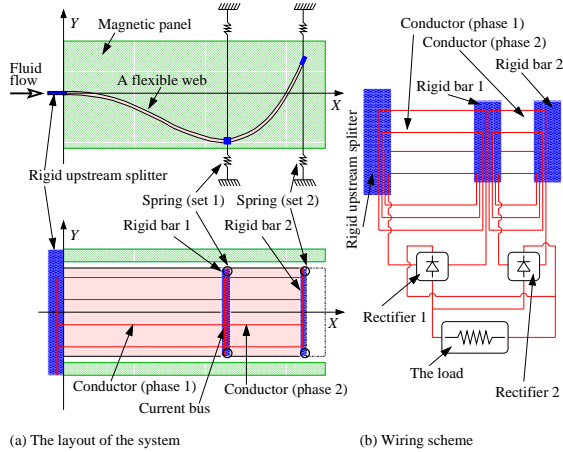 Y
Magnetic panel
Fluid
flow
A flexible web
X
Rigid upstream splitter
Spring (set 1)
Spring (set 2)
Rigid bar 1
Rigid bar 2
Y
X
Conductor (phase 1)
Conductor (phase 2)
Current bus
(a) The layout of the system
Conductor (phase 1)
Conductor (phase 2)
Rigid bar 1
Rigid bar 2
Rigid upstream splitter
Rectifier 1
The load
Rectifier 2
(b) Wiring scheme